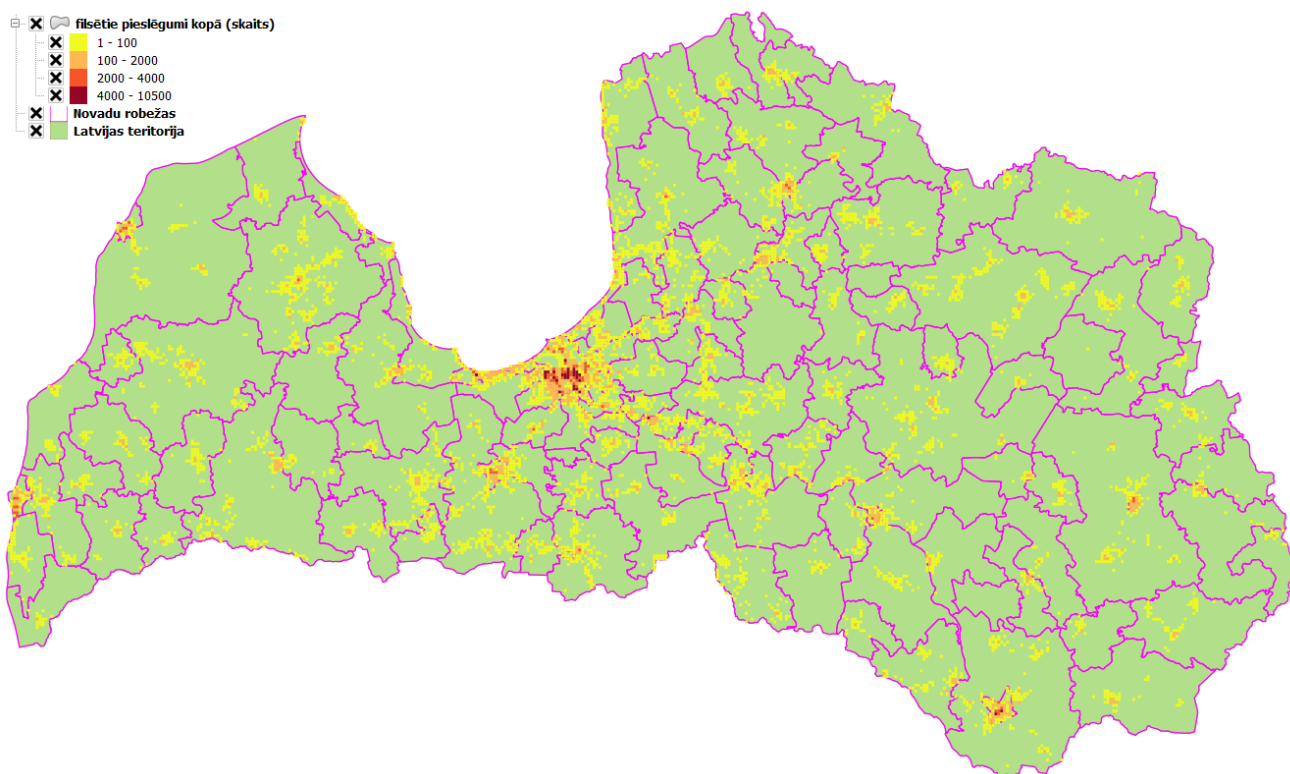 filsētie pieslēgumi kopā (skaits)
1 - 100
100 - 2000
2000 - 4000
4000 - 10500
Novadu robežas
Latvijas teritorija